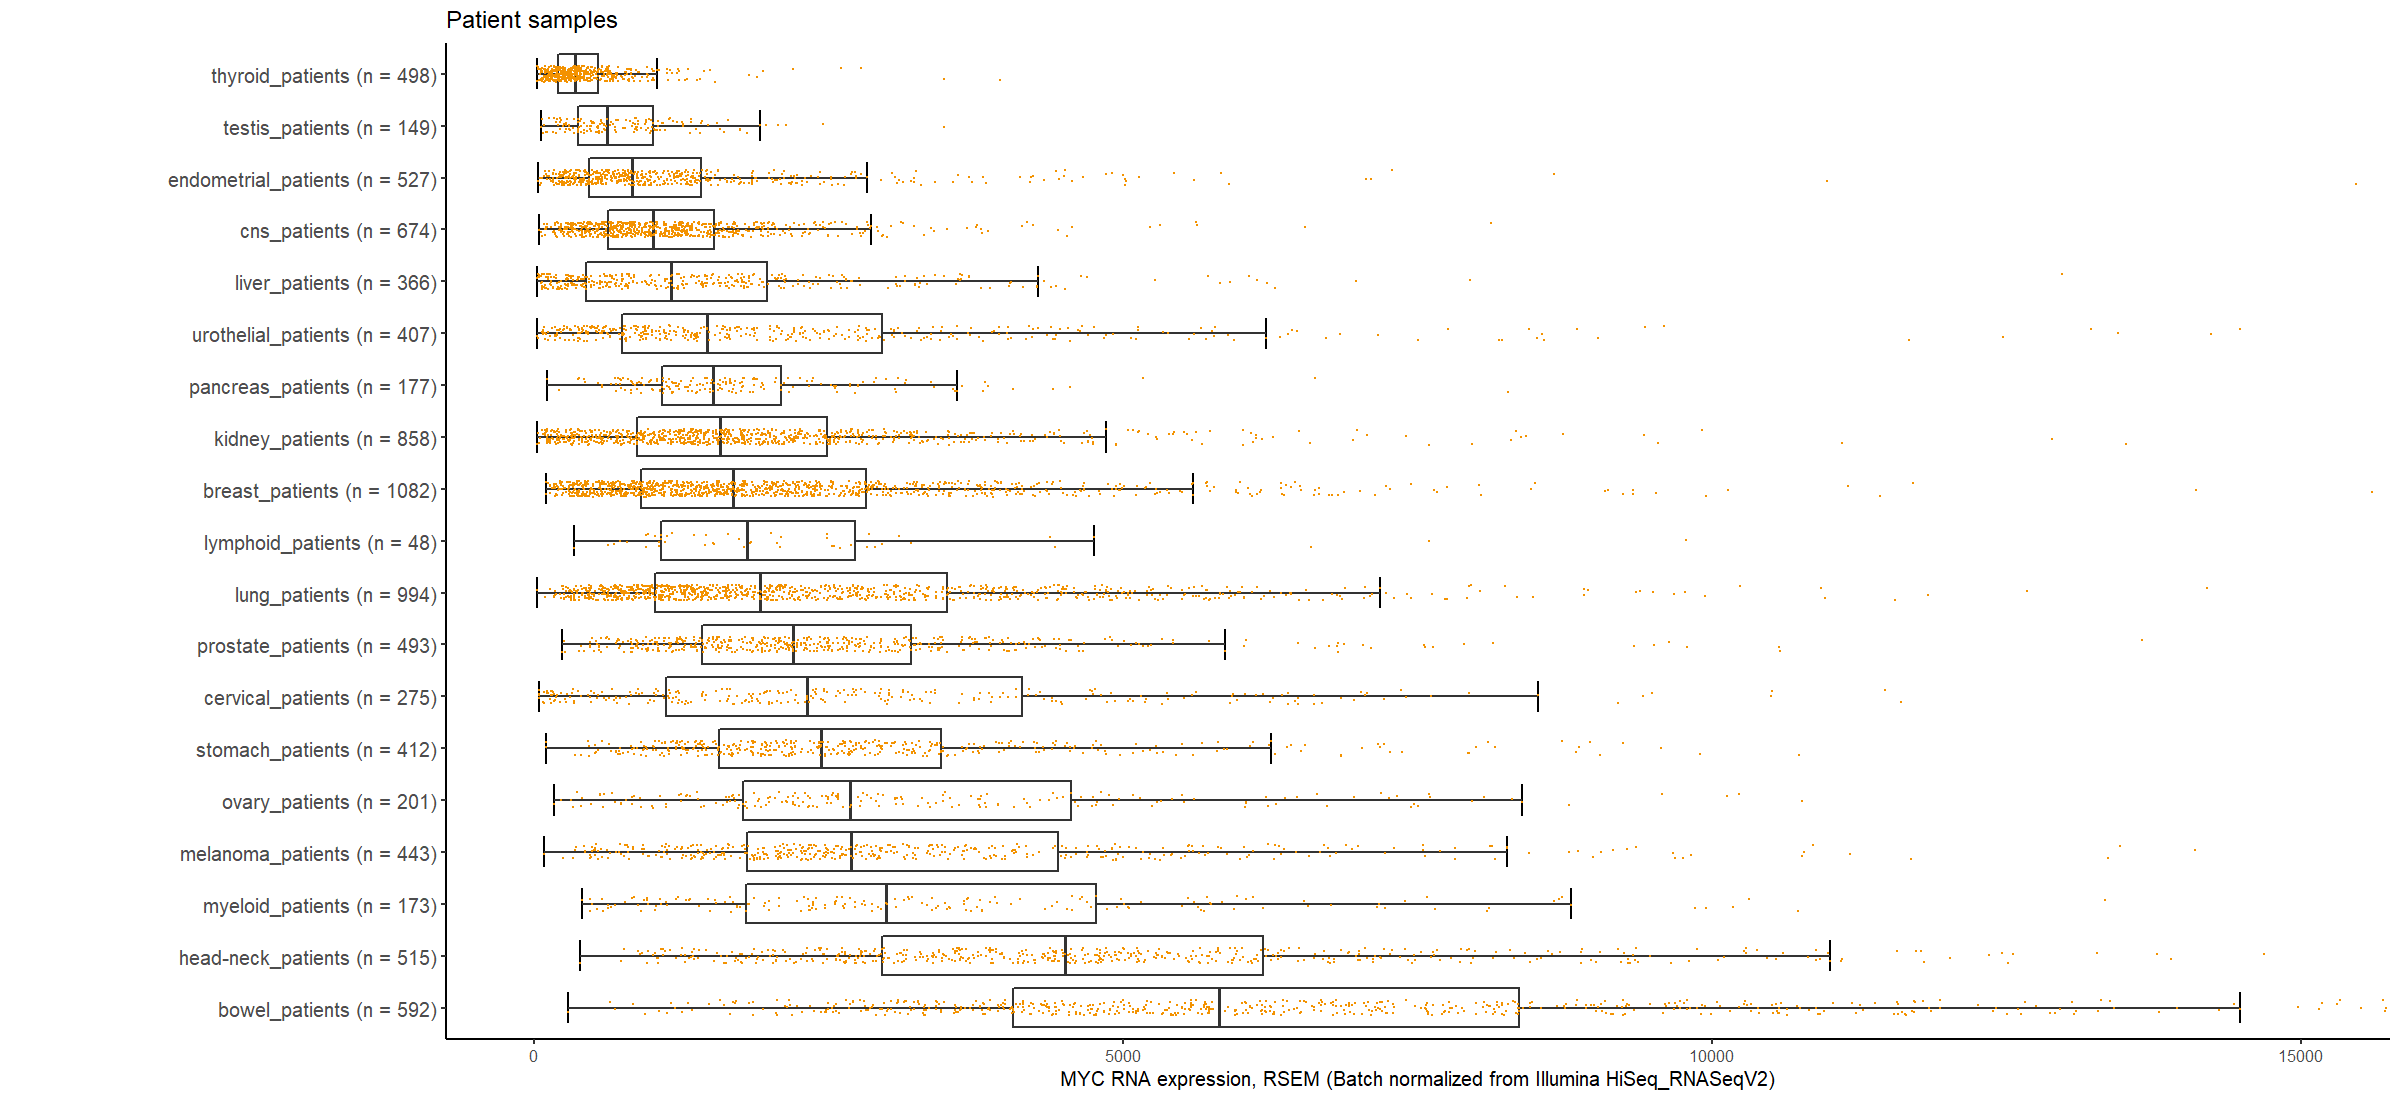 Patient samples
thyroid_patients (n = 498)
testis_patients (n = 149)
endometrial_patients (n = 527)
cns_patients (n = 674)
liver_patients (n = 366)
urothelial_patients (n = 407)
pancreas_patients (n = 177)
kidney_patients (n = 858)
breast_patients (n = 1082)
lymphoid_patients (n = 48)
lung_patients (n = 994)
prostate_patients (n = 493)
cervical_patients (n = 275)
stomach_patients (n = 412)
ovary_patients (n = 201)
melanoma_patients (n = 443)
myeloid_patients (n = 173)
head-neck_patients (n = 515)
bowel_patients (n = 592)
0 5000 10000 15000
MYC RNA expression, RSEM (Batch normalized from Illumina HiSeq_RNASeqV2)